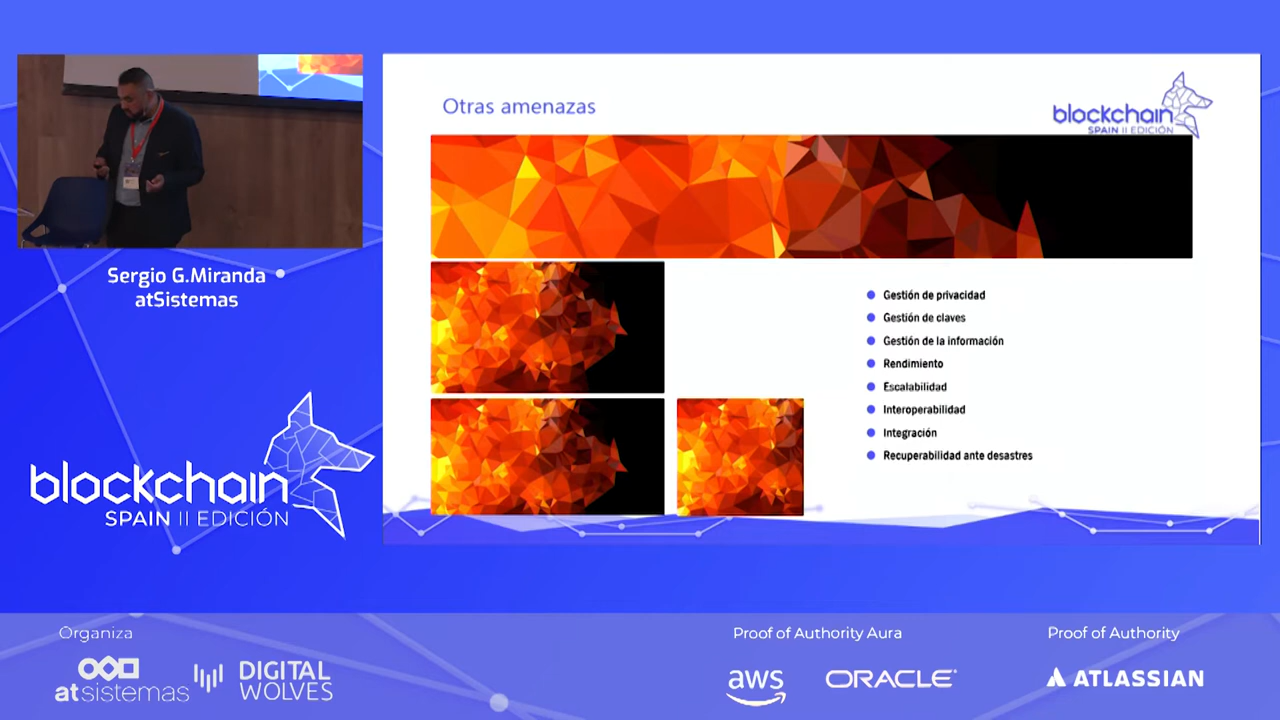 Sergio G.Miranda
atSistemas
blockchain
SPAIN II EDICIÓN
Otras amenazas
blockchain
SPAIN II EDICIÓN
Gestión de privacidad
Gestión de claves
Gestión de la información
Rendimiento
Escalabilidad
Interoperabilidad
Integración
Recuperabilidad ante desastres
Organiza
atsistemas
DIGITAL
WOLVES
Proof of Authority Aura
aws
ORACLE
Proof of Authority
ATLASSIAN